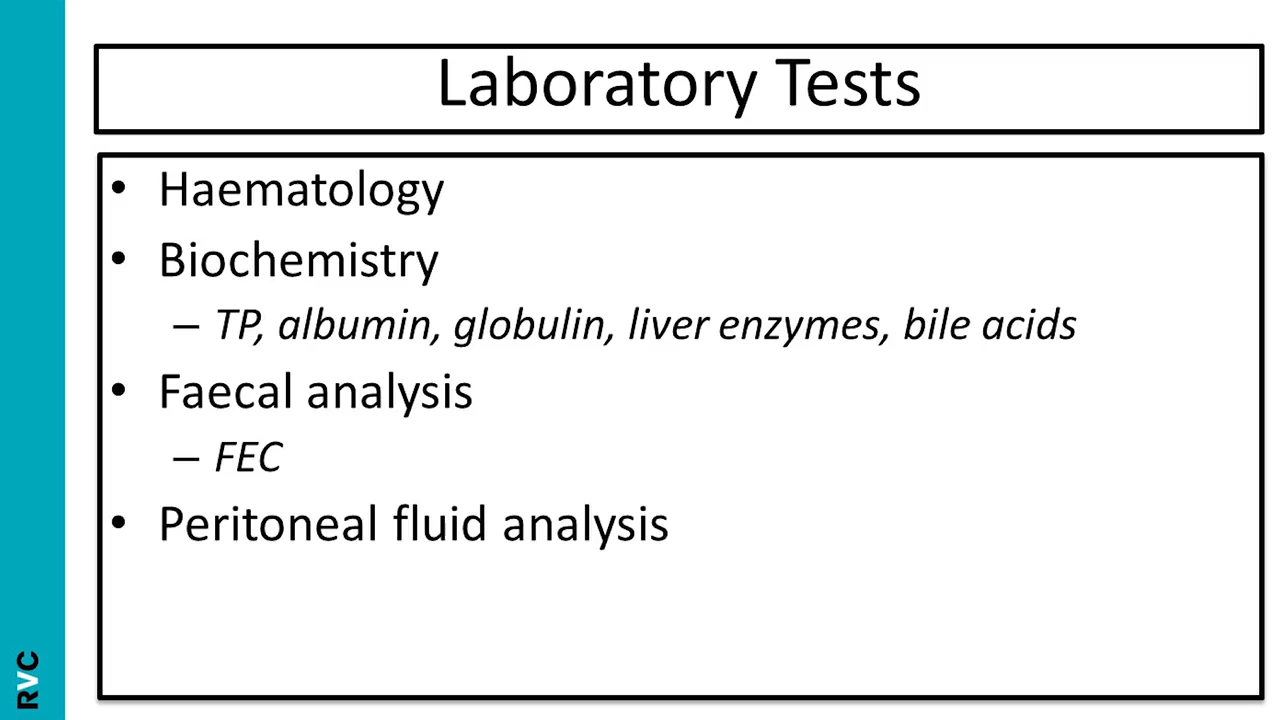 Laboratory Tests
• Haematology
• Biochemistry
– TP, albumin, globulin, liver enzymes, bile acids
• Faecal analysis
– FEC
• Peritoneal fluid analysis
RVC